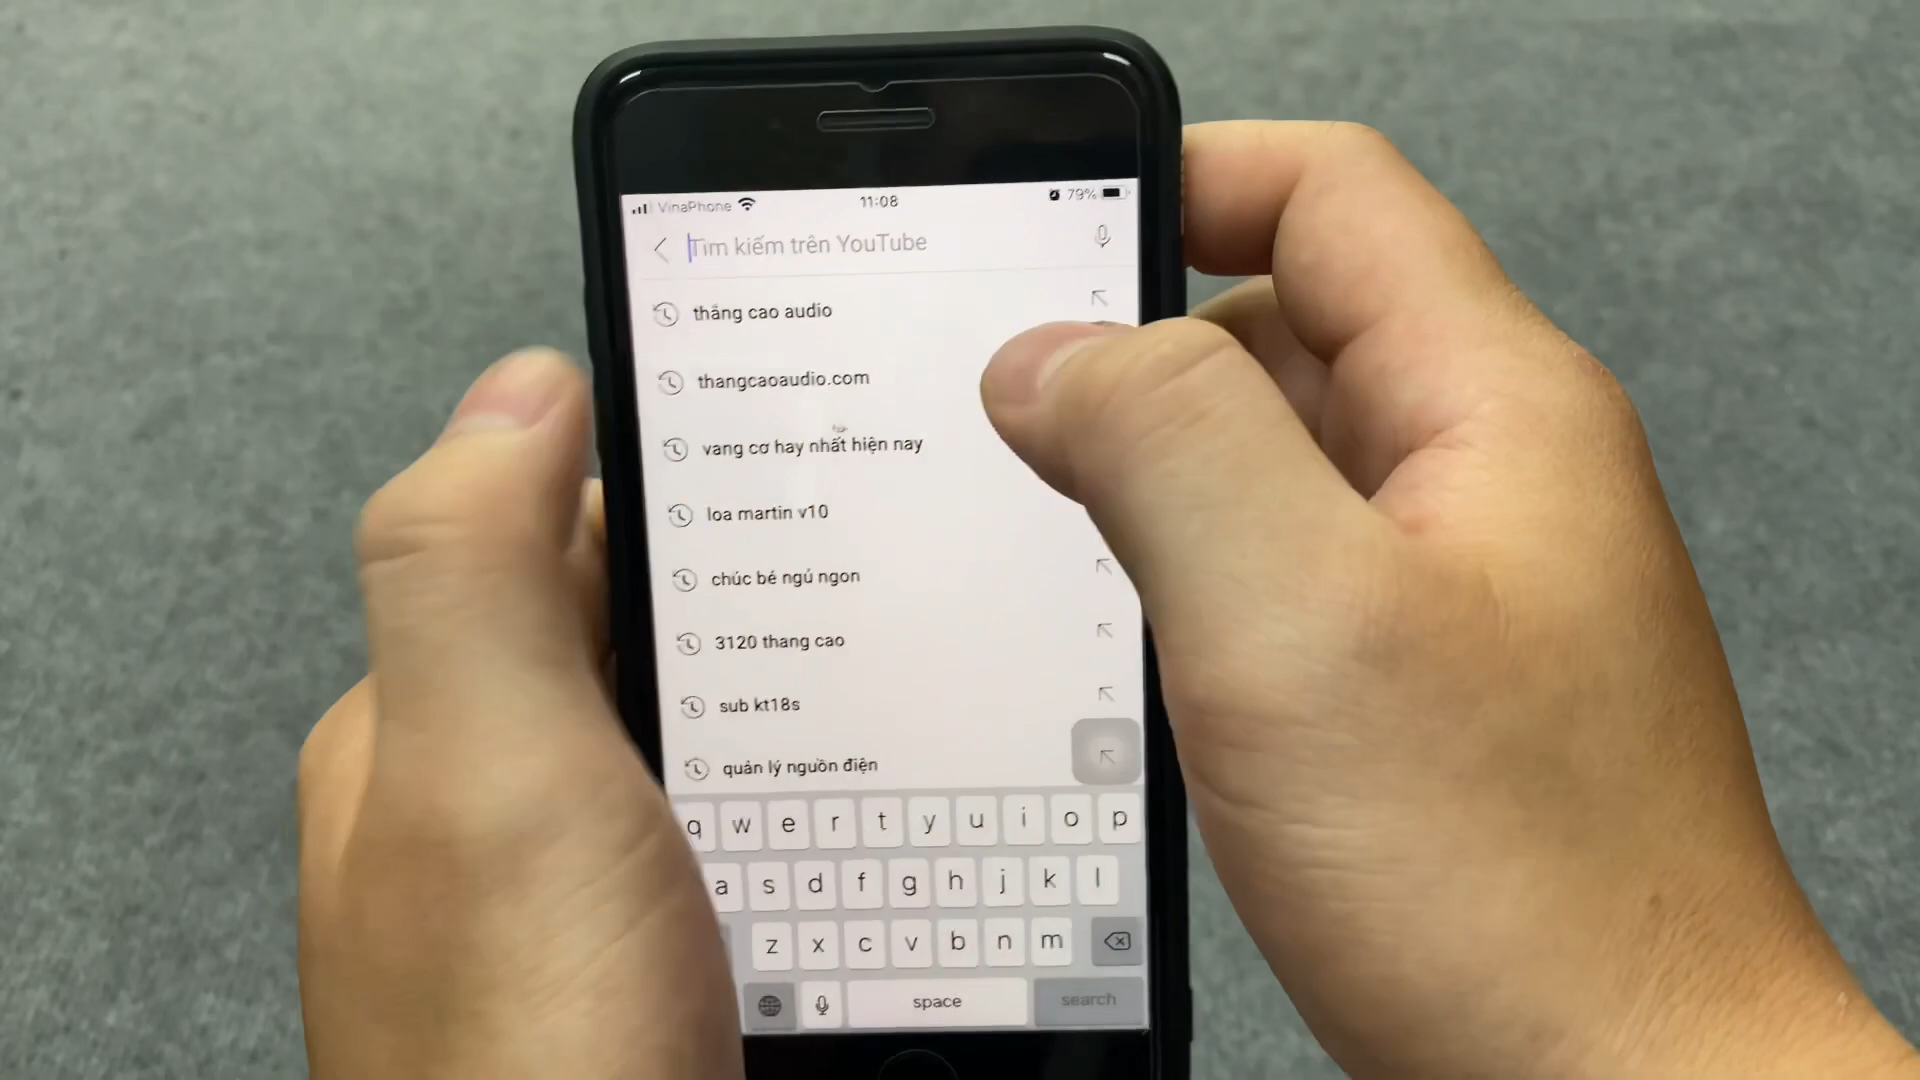 VinaPhone 11:08 79%
Tìm kiếm trên YouTube
thắng cao audio
thangcaoaudio.com
vang cơ hay nhất hiện nay
loa martin v10
chúc bé ngủ ngon
3120 thang cao
sub kt18s
quản lý nguồn điện
q w e r t y u i o p
a s d f g h j k l
z x c v b n m
space search